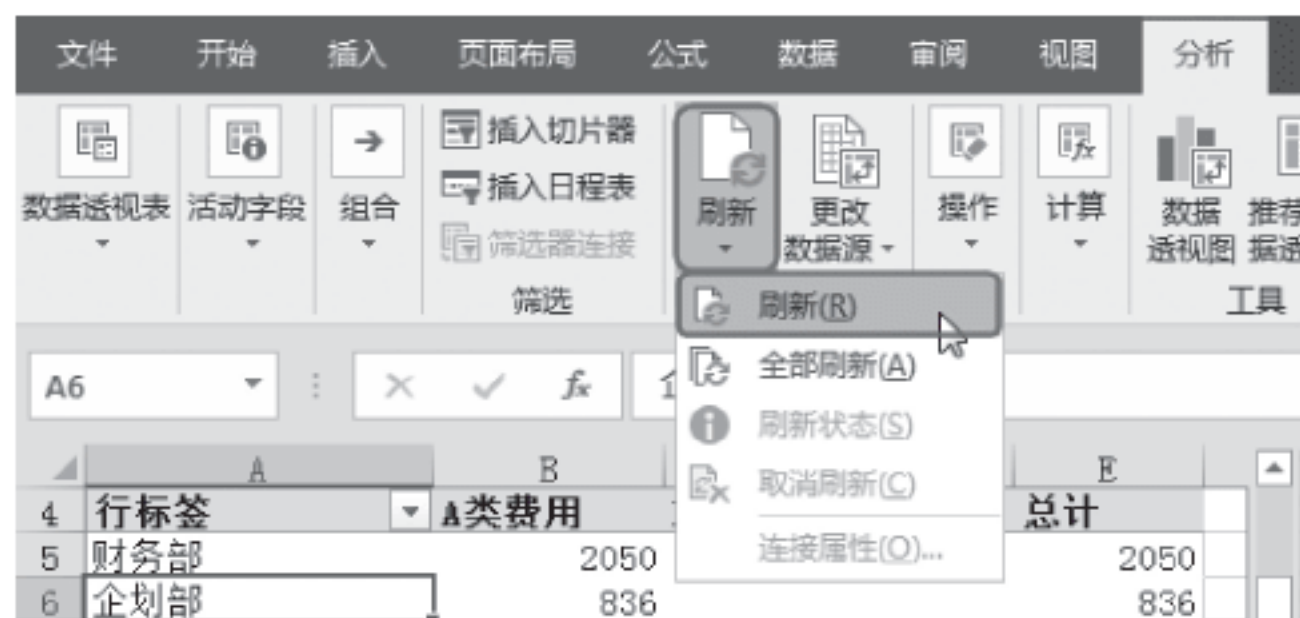 文件 开始 插入 页面布局 公式 数据 审阅 视图 分析
数据透视表 活动字段 组合
插入切片器
插入日程表
筛选器连接
筛选
刷新
更改
数据源
操作 计算
数据
透视图
推荐
据透
工具
刷新(R)
全部刷新(A)
刷新状态(S)
取消刷新(C)
连接属性(O)...
A6 fx
A B E
4 行标签 A类费用 总计
5 财务部 2050 2050
6 企划部 836 836